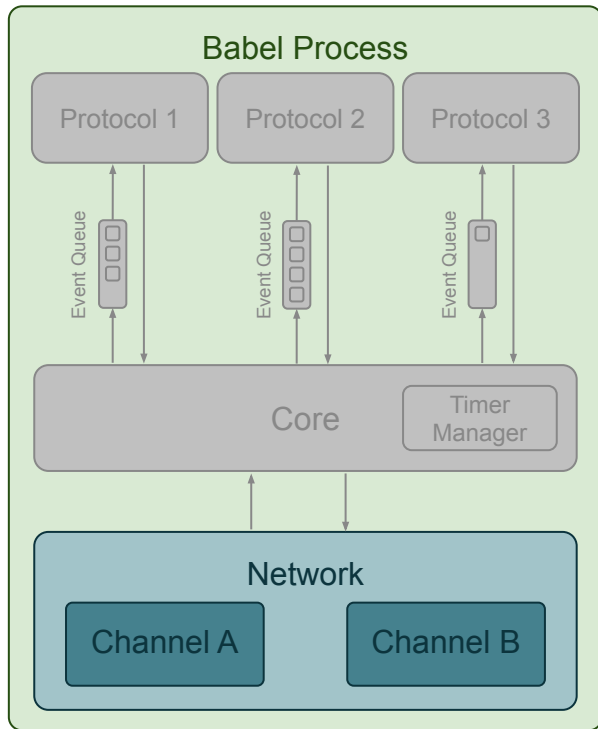 Babel Process
Protocol 1
Protocol 2
Protocol 3
Event Queue
Event Queue
Event Queue
Core
Timer
Manager
Network
Channel A
Channel B